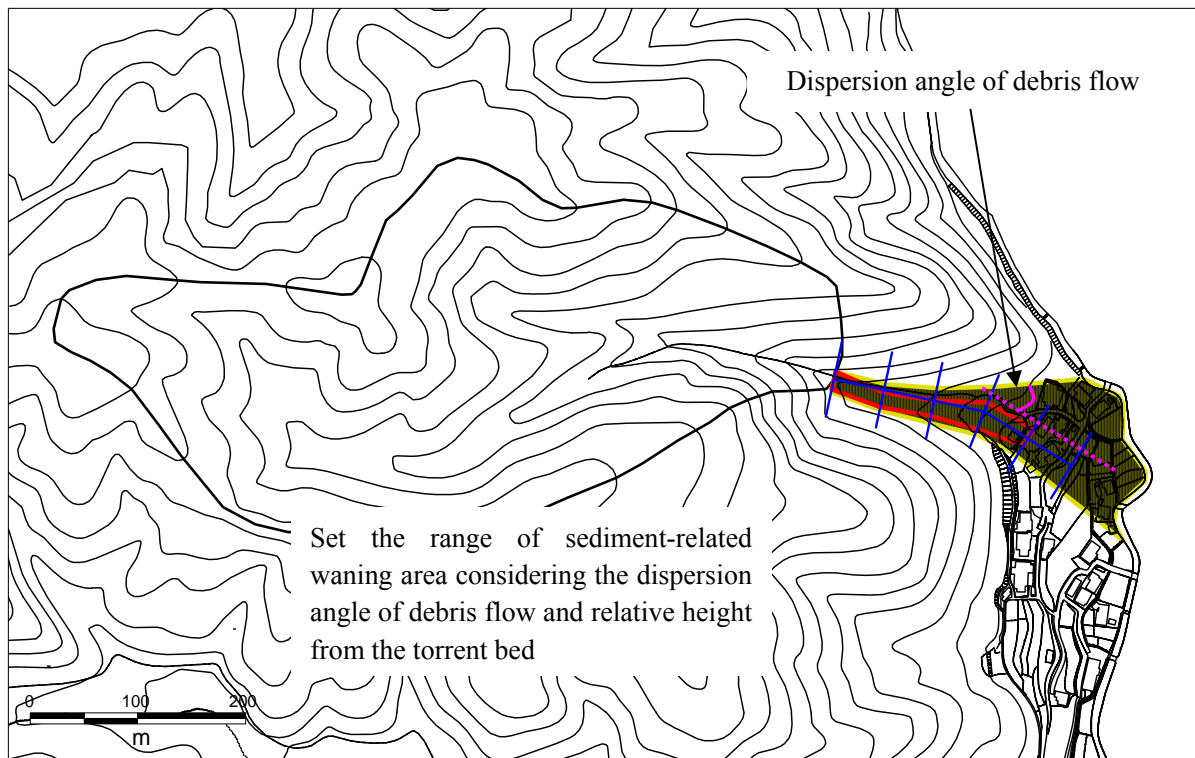 Dispersion angle of debris flow
Set the range of sediment-related
waning area considering the dispersion
angle of debris flow and relative height
from the torrent bed
0 100 200
m